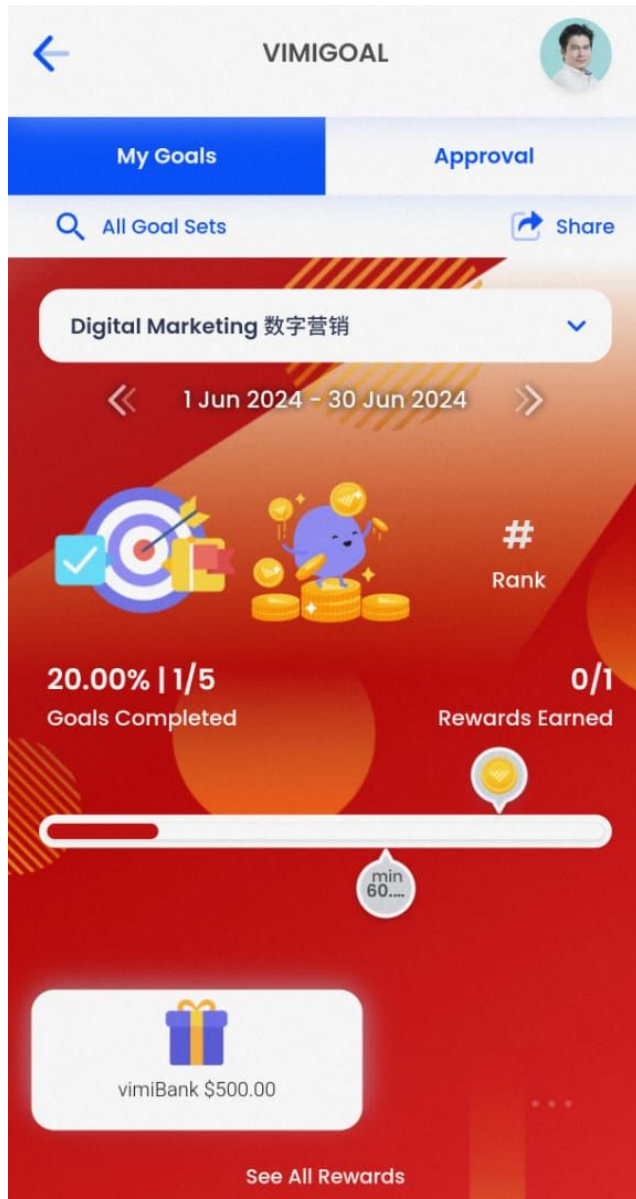 VIMIGOAL
My Goals
Approval
All Goal Sets
Share
Digital Marketing 数字营销
1 Jun 2024 - 30 Jun 2024
#
Rank
20.00% | 1/5
Goals Completed
0/1
Rewards Earned
min
60....
vimiBank $500.00
See All Rewards